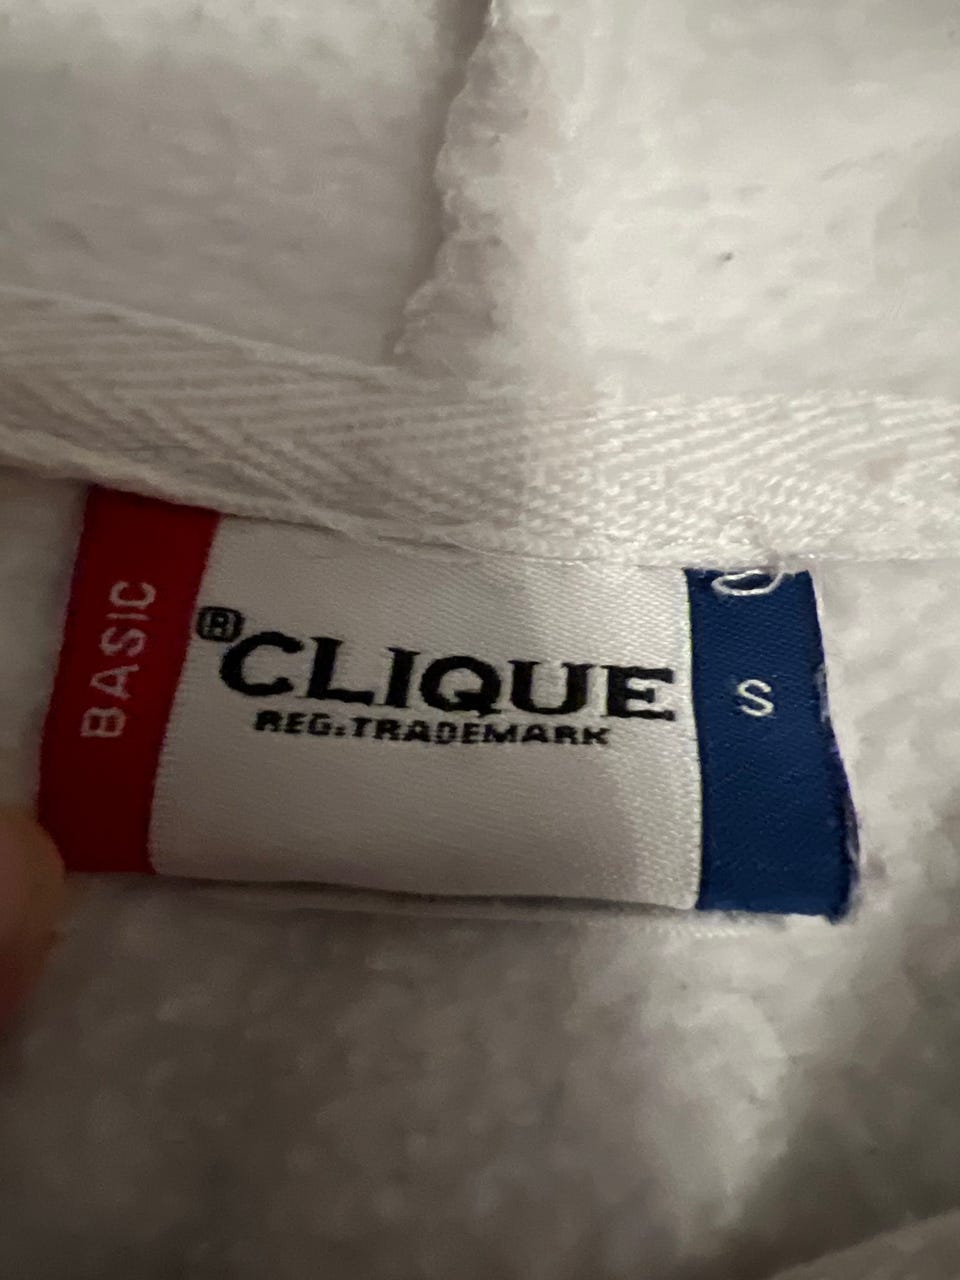 BASIC
®CLIQUE
REG.TRADEMARK
S